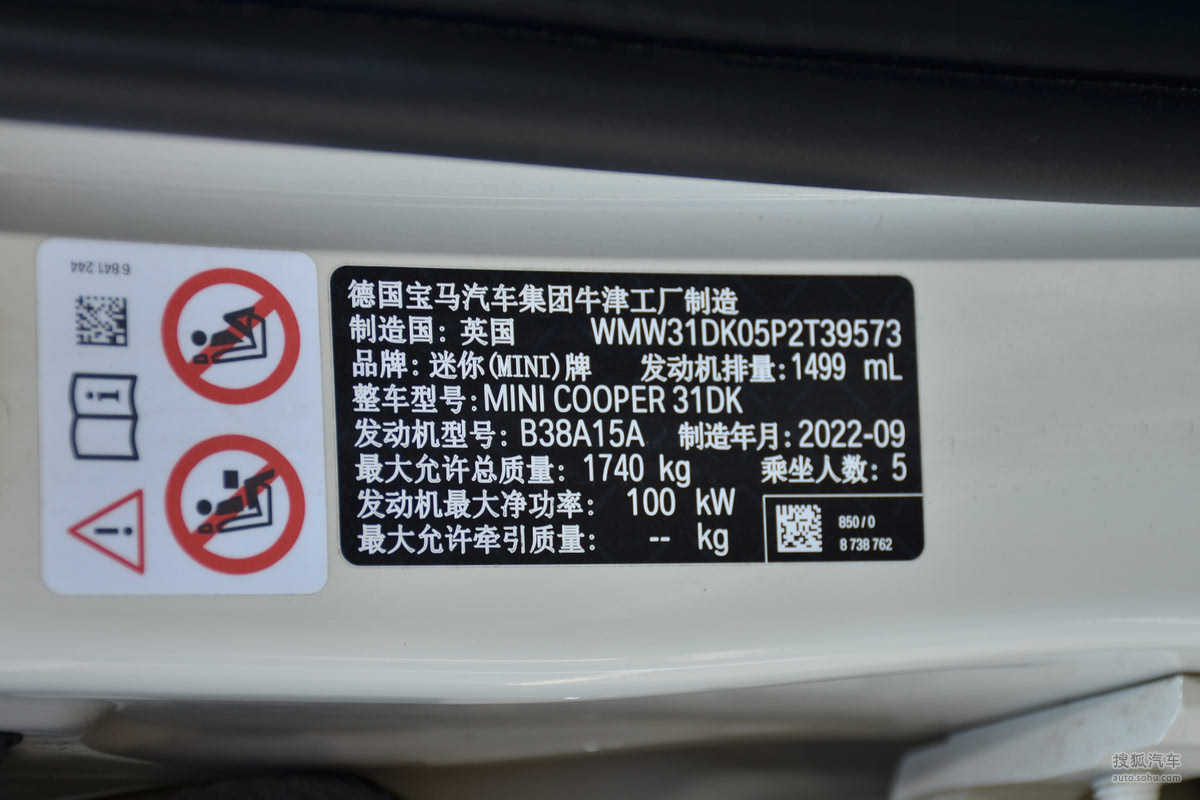 6 841 244
德国宝马汽车集团牛津工厂制造
制造国: 英国 WMW31DK05P2T39573
品牌: 迷你(MINI)牌 发动机排量: 1499 mL
整车型号: MINI COOPER 31DK
发动机型号: B38A15A 制造年月: 2022-09
最大允许总质量: 1740 kg 乘坐人数: 5
发动机最大净功率: 100 kW
最大允许牵引质量: -- kg
850 / 0
8 738 762
搜狐汽车
auto.sohu.com